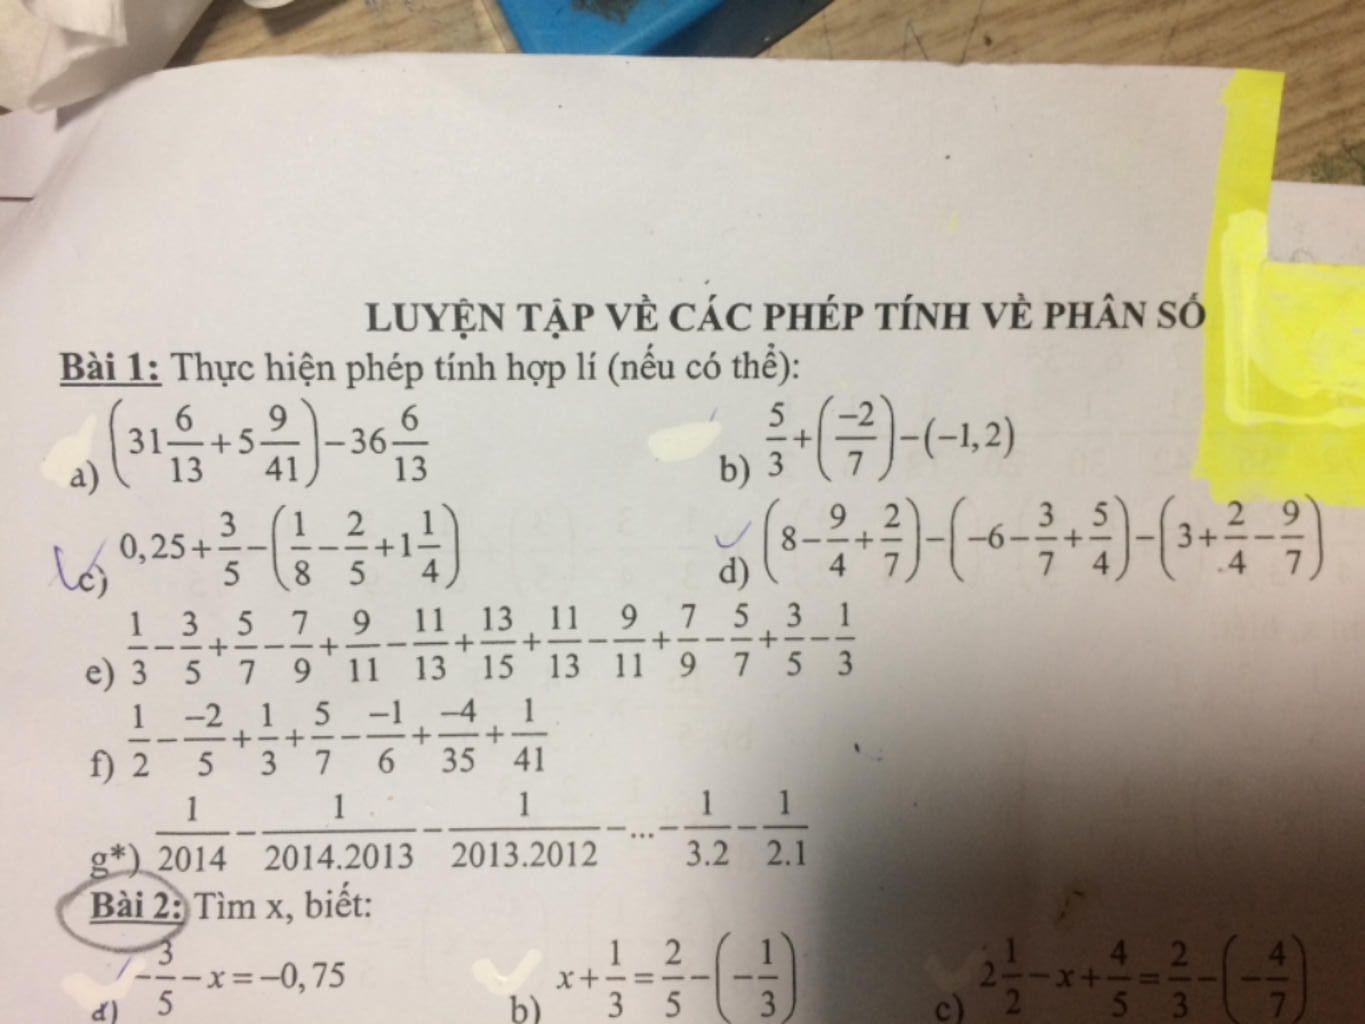 LUYỆN TẬP VỀ CÁC PHÉP TÍNH VỀ PHÂN SỐ
Bài 1: Thực hiện phép tính hợp lí (nếu có thể):
a) (31 6/13 + 5 9/41) − 36 6/13 b) 5/3 + (−2/7) − (−1,2)
c) 0,25 + 3/5 − (1/8 − 2/5 + 1 1/4) d) (8 − 9/4 + 2/7) − (−6 − 3/7 + 5/4) − (3 + 2/4 − 9/7)
e) 1/3 − 3/5 + 5/7 − 7/9 + 9/11 − 11/13 + 13/15 + 11/13 − 9/11 + 7/9 − 5/7 + 3/5 − 1/3
f) 1/2 − −2/5 + 1/3 + 5/7 − −1/6 + −4/35 + 1/41
g*) 1/2014 − 1/2014.2013 − 1/2013.2012 − ... − 1/3.2 − 1/2.1
Bài 2: Tìm x, biết:
a) −3/5 − x = −0,75 b) x + 1/3 = 2/5 − (−1/3) c) 2 1/2 − x + 4/5 = 2/3 − (−4/7)